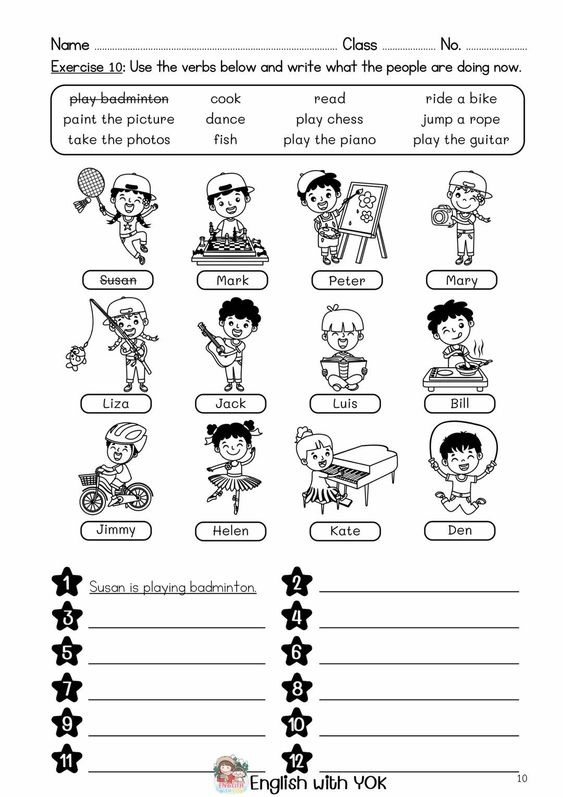 Name ............ Class ............ No. ............
Exercise 10: Use the verbs below and write what the people are doing now.
play badminton cook read ride a bike
paint the picture dance play chess jump a rope
take the photos fish play the piano play the guitar
Susan Mark Peter Mary
Liza Jack Luis Bill
Jimmy Helen Kate Den
1 Susan is playing badminton. 2
3 4
5 6
7 8
9 10
11 12
English with YOK
10